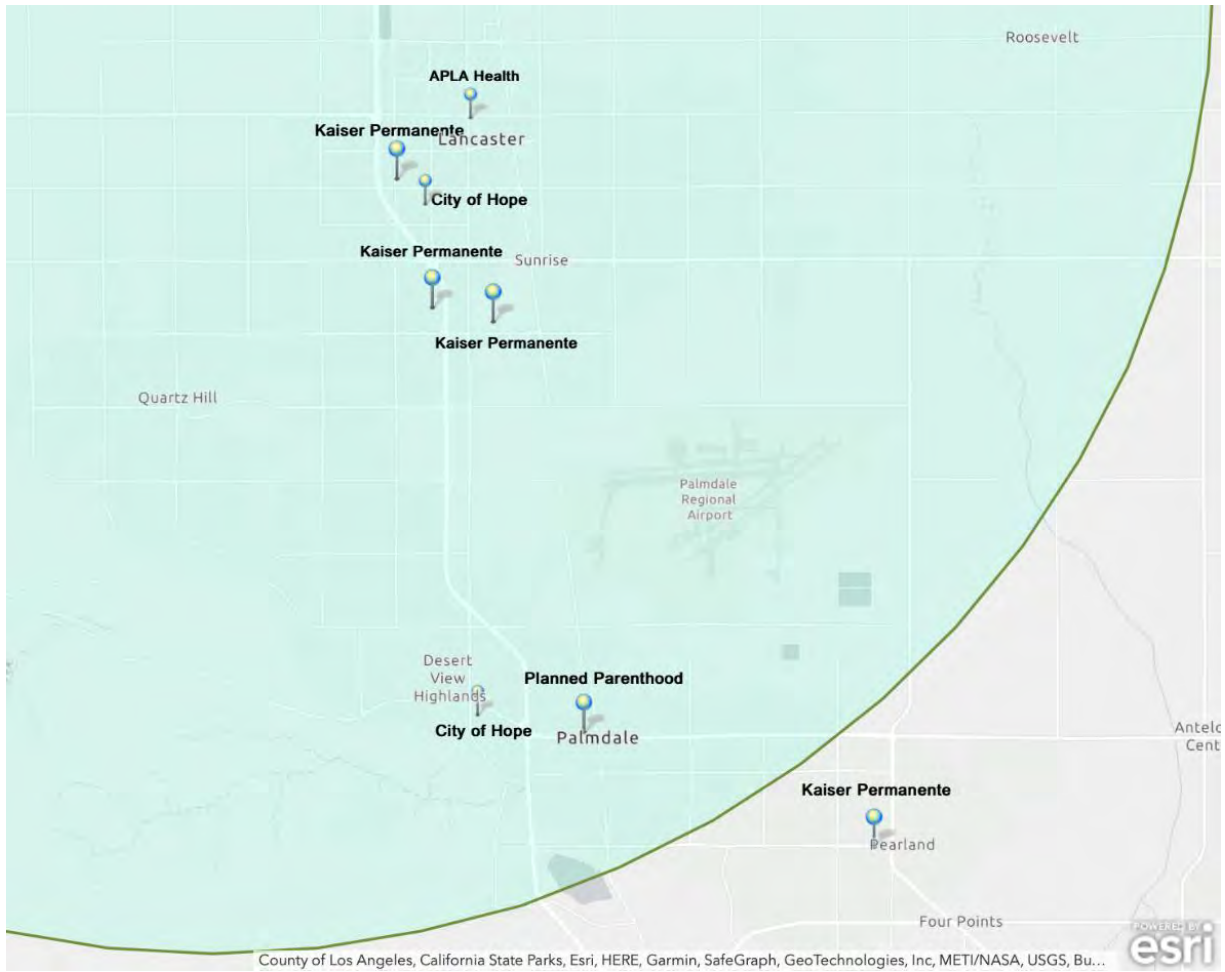 Roosevelt
APLA Health
Kaiser Permanente
Lancaster
City of Hope
Kaiser Permanente
Sunrise
Kaiser Permanente
Quartz Hill
Palmdale
Regional
Airport
Desert
View
Highlands
Planned Parenthood
City of Hope
Palmdale
Antelo
Cent
Kaiser Permanente
Pearland
Four Points
POWERED BY
esri
County of Los Angeles, California State Parks, Esri, HERE, Garmin, SafeGraph, GeoTechnologies, Inc, METI/NASA, USGS, Bu...